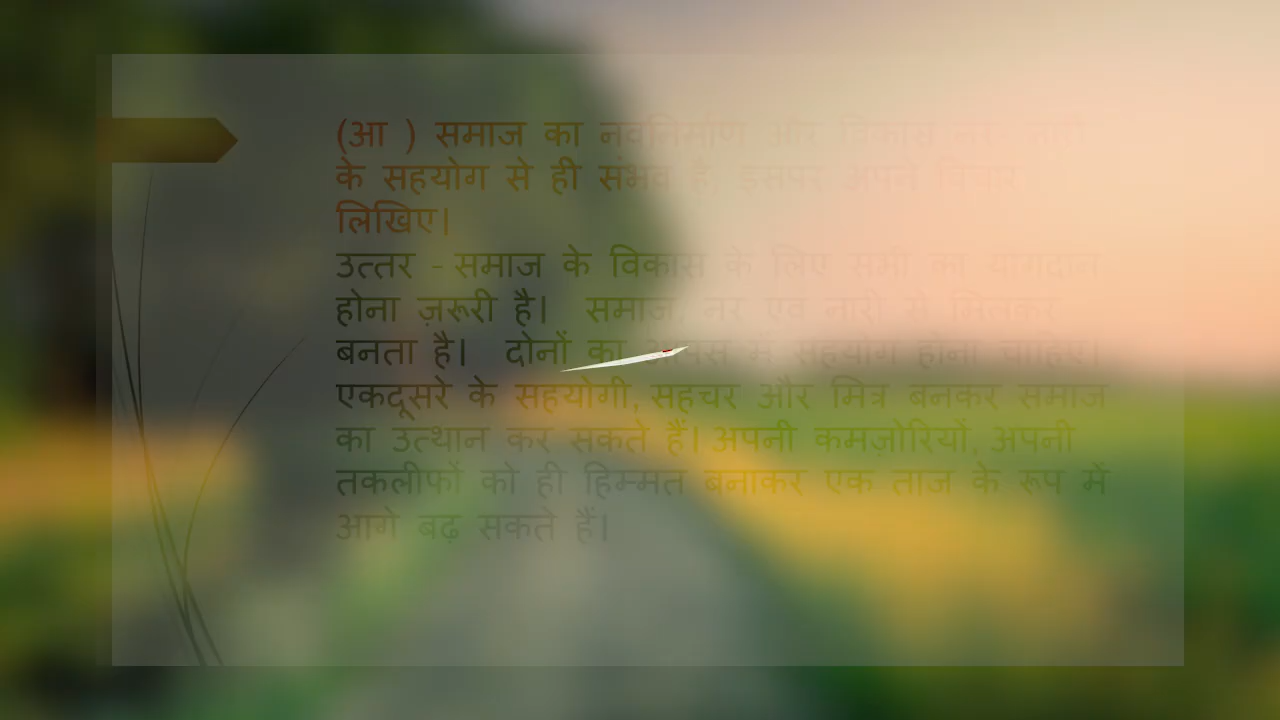 (आ ) समाज का नवनिर्माण और विकास नर नारी
के सहयोग से ही संभव है, इसपर अपने विचार
लिखिए।
उत्तर - समाज के विकास के लिए सभी का योगदान
होना ज़रूरी है। समाज, नर एवं नारी से मिलकर
बनता है। दोनों का आपस में सहयोग होना चाहिए।
एकदूसरे के सहयोगी, सहचर और मित्र बनकर समाज
का उत्थान कर सकते हैं। अपनी कमज़ोरियों, अपनी
तकलीफों को ही हिम्मत बनाकर एक ताज के रूप में
आगे बढ़ सकते हैं।